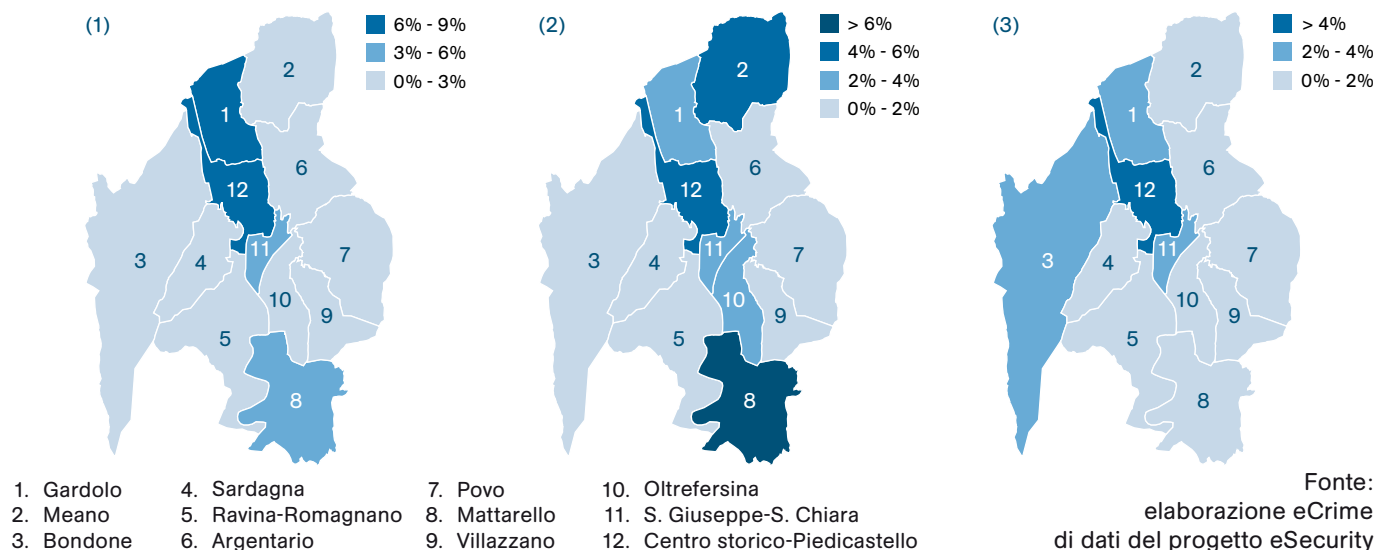 (1)
6% - 9%
3% - 6%
0% - 3%
2
1
6
12
11
7
3
4
10
9
5
8
(2)
> 6%
4% - 6%
2% - 4%
0% - 2%
2
1
6
12
11
7
3
4
10
9
5
8
(3)
> 4%
2% - 4%
0% - 2%
2
1
6
12
11
7
3
4
10
9
5
8
1. Gardolo
2. Meano
3. Bondone
4. Sardagna
5. Ravina-Romagnano
6. Argentario
7. Povo
8. Mattarello
9. Villazzano
10. Oltrefersina
11. S. Giuseppe-S. Chiara
12. Centro storico-Piedicastello
Fonte:
elaborazione eCrime
di dati del progetto eSecurity